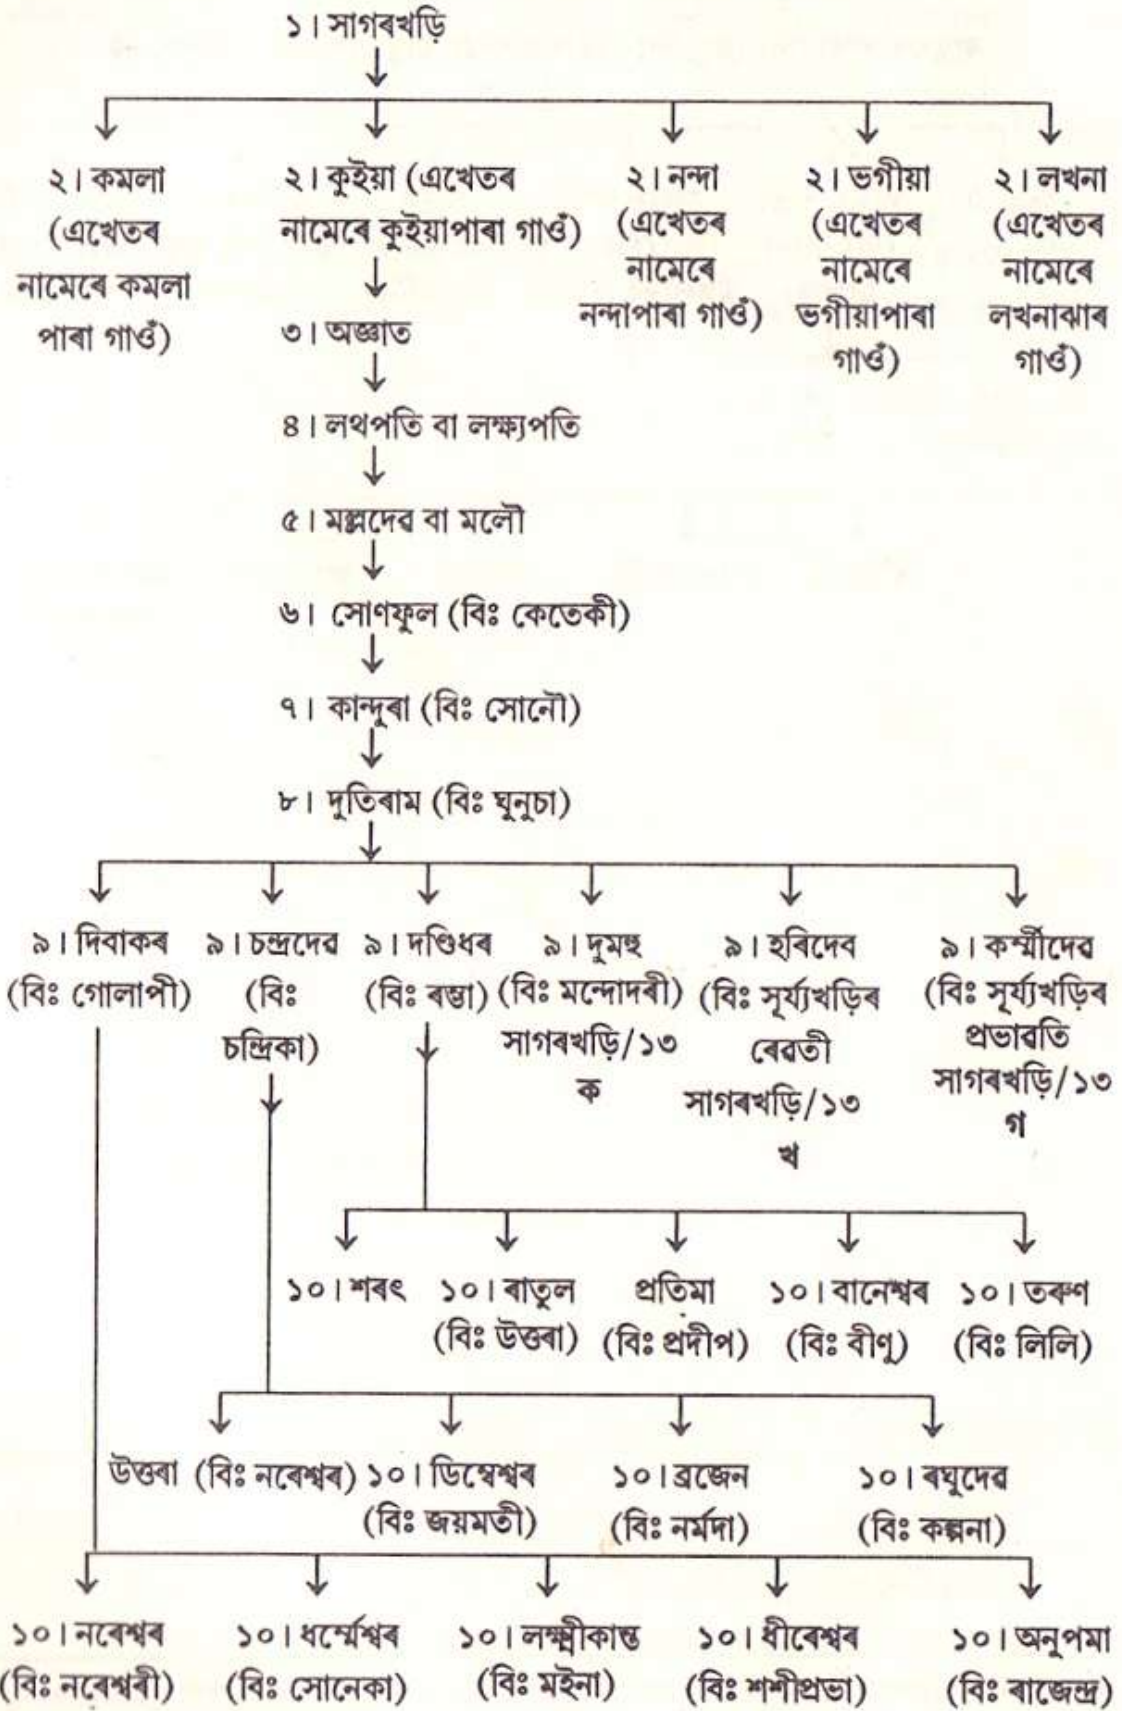 ১। সাগৰখড়ি
২। কমলা
(এখেতৰ
নামেৰে কমলা
পাৰা গাওঁ)
২। কুইয়া (এখেতৰ
নামেৰে কুইয়াপাৰা গাওঁ)
২। নন্দা
(এখেতৰ
নামেৰে
নন্দাপাৰা গাওঁ)
২। ভগীয়া
(এখেতৰ
নামেৰে
ভগীয়াপাৰা
গাওঁ)
২। লখনা
(এখেতৰ
নামেৰে
লখনাঝাৰ
গাওঁ)
৩। অজ্ঞাত
৪। লথপতি বা লক্ষ্যপতি
৫। মল্লদেৱ বা মলৌ
৬। সোণফুল (বিঃ কেতেকী)
৭। কান্দুৰা (বিঃ সোনৌ)
৮। দুতিৰাম (বিঃ ঘুনুচা)
৯। দিবাকৰ
(বিঃ গোলাপী)
৯। চন্দ্রদেৱ
(বিঃ
চন্দ্রিকা)
৯। দণ্ডিধৰ
(বিঃ ৰম্ভা)
৯। দুমহু
(বিঃ মন্দোদৰী)
সাগৰখড়ি/১৩
ক
৯। হৰিদেব
(বিঃ সূৰ্য্যখড়িৰ
ৰেৱতী
সাগৰখড়ি/১৩
খ
৯। কৰ্ম্মীদেৱ
(বিঃ সূৰ্য্যখড়িৰ
প্রভাৱতি
সাগৰখড়ি/১৩
গ
১০। শৰৎ
১০। ৰাতুল
(বিঃ উত্তৰা)
প্রতিমা
(বিঃ প্রদীপ)
১০। বানেশ্বৰ
(বিঃ বীণু)
১০। তৰুণ
(বিঃ লিলি)
উত্তৰা (বিঃ নৰেশ্বৰ)
১০। ডিম্বেশ্বৰ
(বিঃ জয়মতী)
১০। ব্রজেন
(বিঃ নৰ্মদা)
১০। ৰঘুদেৱ
(বিঃ কল্পনা)
১০। নৰেশ্বৰ
(বিঃ নৰেশ্বৰী)
১০। ধৰ্ম্মেশ্বৰ
(বিঃ সোনেকা)
১০। লক্ষ্মীকান্ত
(বিঃ মইনা)
১০। ধীৰেশ্বৰ
(বিঃ শশীপ্রভা)
১০। অনুপমা
(বিঃ ৰাজেন্দ্ৰ)